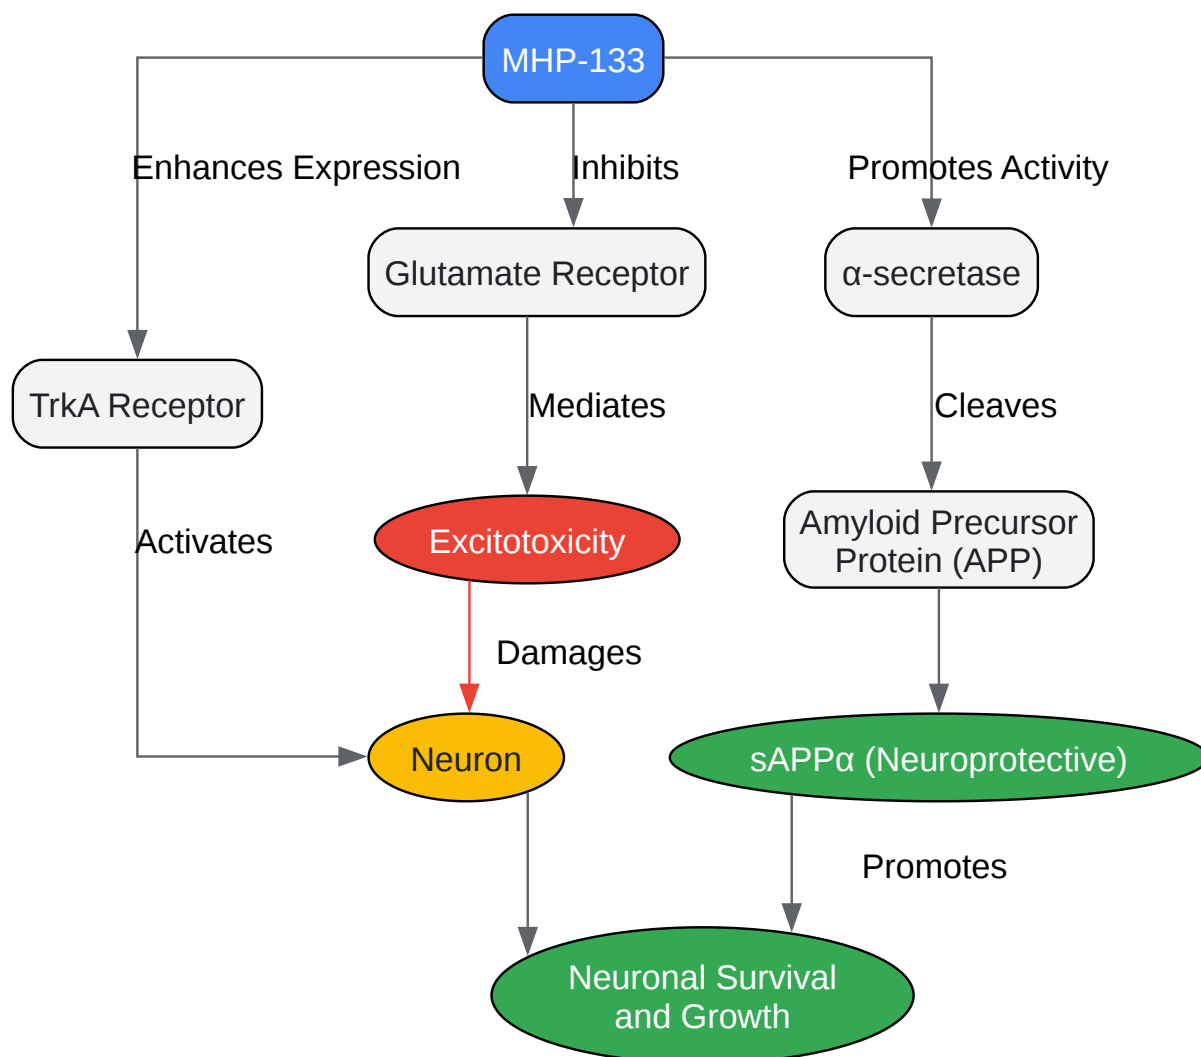 MHP-133
Enhances Expression
Inhibits
Promotes Activity
Glutamate Receptor
α-secretase
TrkA Receptor
Mediates
Cleaves
Amyloid Precursor
Protein (APP)
Activates
Excitotoxicity
Damages
Neuron
sAPPα (Neuroprotective)
Promotes
Neuronal Survival
and Growth